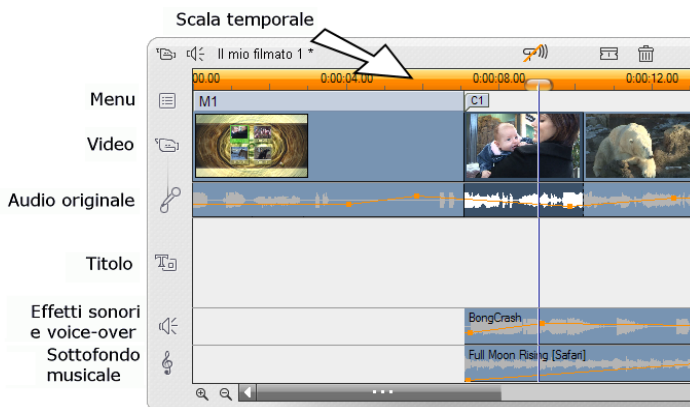 Scala temporale
Il mio filmato 1 *
00.00 0:00:04.00 0:00:08.00 0:00:12.00
Menu
M1 C1
Video
Audio originale
Titolo
Effetti sonori
e voice-over
BongCrash
Sottofondo
musicale
Full Moon Rising [Safari]